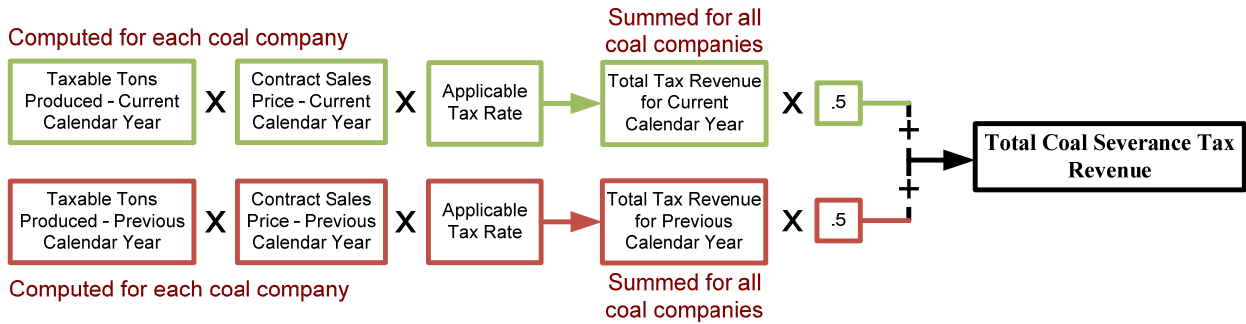 Computed for each coal company
Summed for all
coal companies
Taxable Tons
Produced - Current
Calendar Year
X
Contract Sales
Price - Current
Calendar Year
X
Applicable
Tax Rate
Total Tax Revenue
for Current
Calendar Year
X
.5
+
Total Coal Severance Tax
Revenue
+
Taxable Tons
Produced - Previous
Calendar Year
X
Contract Sales
Price - Previous
Calendar Year
X
Applicable
Tax Rate
Total Tax Revenue
for Previous
Calendar Year
X
.5
Computed for each coal company
Summed for all
coal companies